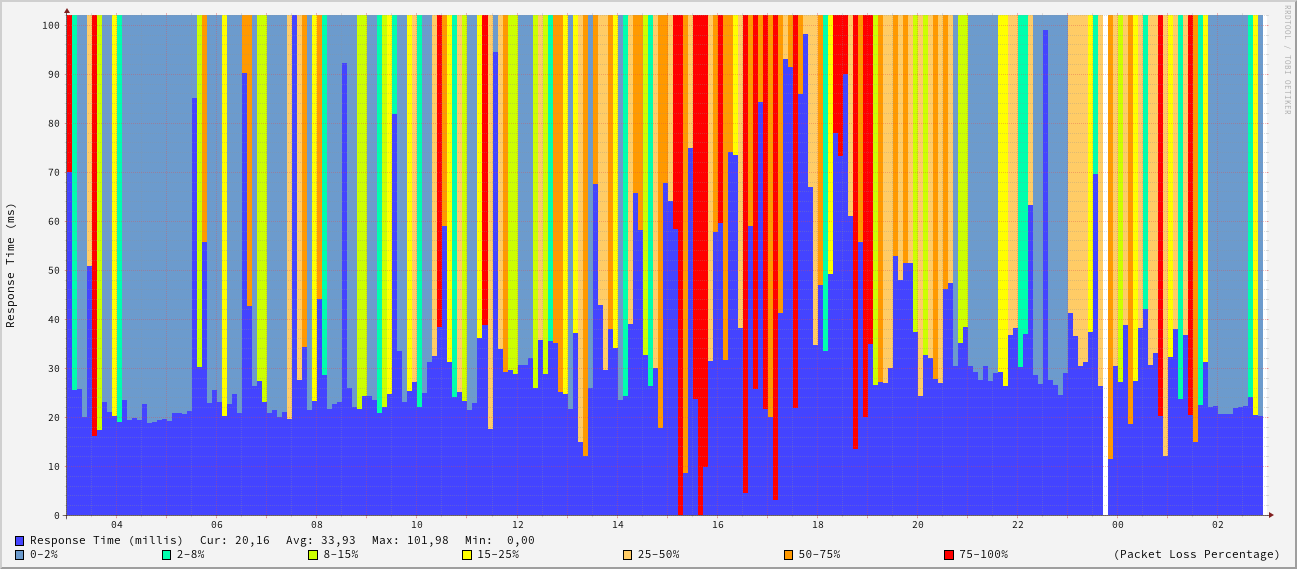 RRDTOOL / TOBI OETIKER
Response Time (ms)
100
90
80
70
60
50
40
30
20
10
0
04 06 08 10 12 14 16 18 20 22 00 02
Response Time (millis) Cur: 20,16 Avg: 33,93 Max: 101,98 Min: 0,00
0-2% 2-8% 8-15% 15-25% 25-50% 50-75% 75-100% (Packet Loss Percentage)